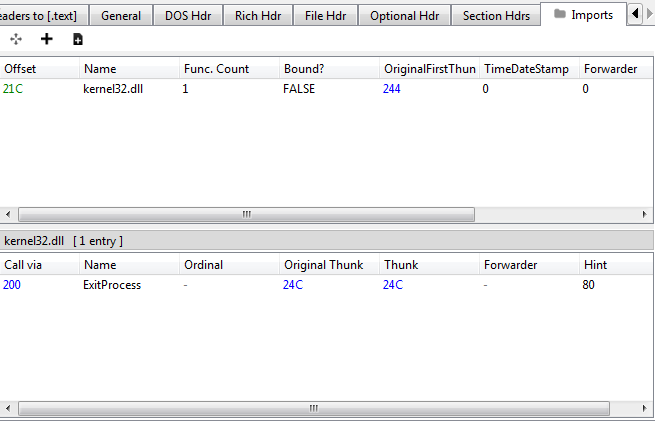 eaders to [.text] General DOS Hdr Rich Hdr File Hdr Optional Hdr Section Hdrs Imports
Offset Name Func. Count Bound? OriginalFirstThun TimeDateStamp Forwarder
21C kernel32.dll 1 FALSE 244 0 0
kernel32.dll [ 1 entry ]
Call via Name Ordinal Original Thunk Thunk Forwarder Hint
200 ExitProcess - 24C 24C - 80